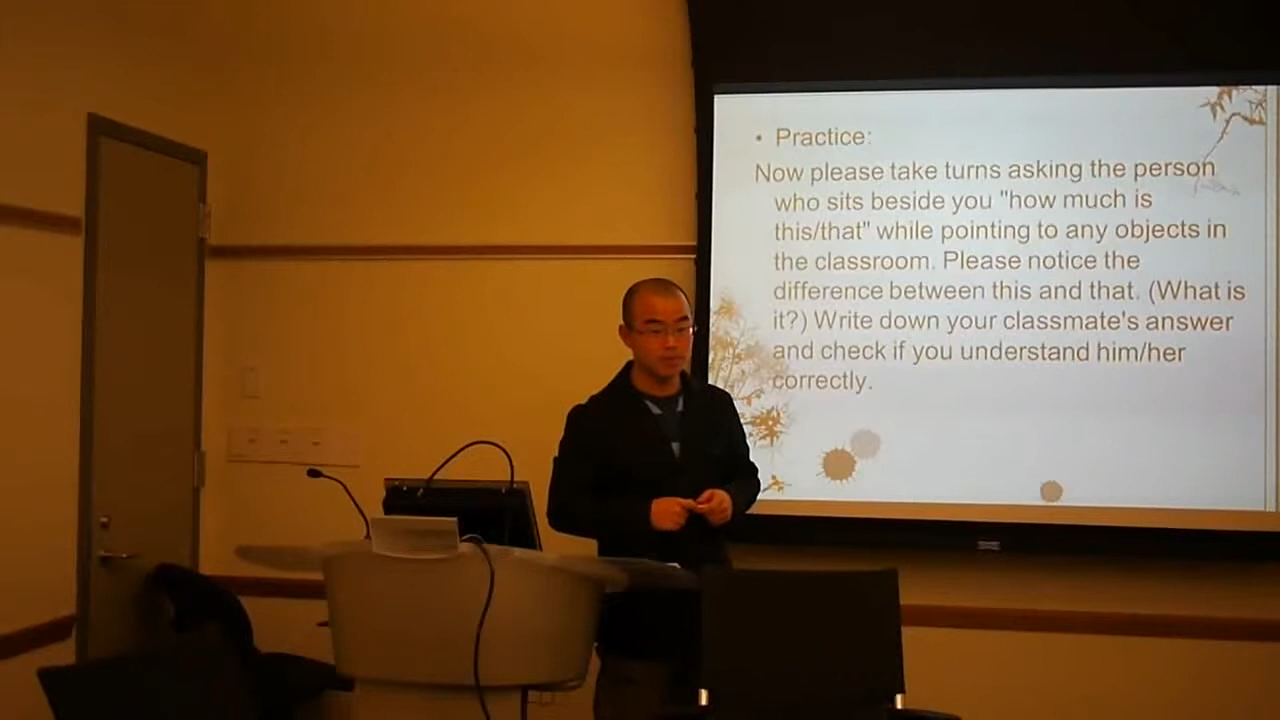 • Practice:
Now please take turns asking the person
who sits beside you "how much is
this/that" while pointing to any objects in
the classroom. Please notice the
difference between this and that. (What is
it?) Write down your classmate's answer
and check if you understand him/her
correctly.